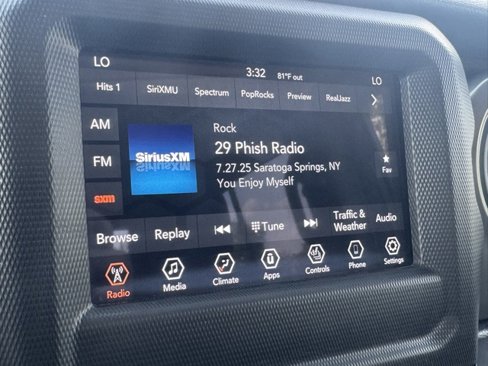 LO
3:32 81°F out
LO
Hits 1 SiriXMU Spectrum PopRocks Preview RealJazz
AM
FM
sxm
SiriusXM
Rock
29 Phish Radio
7.27.25 Saratoga Springs, NY
You Enjoy Myself
Fav
Browse Replay Tune Traffic & Weather Audio
Radio Media Climate Apps Controls Phone Settings